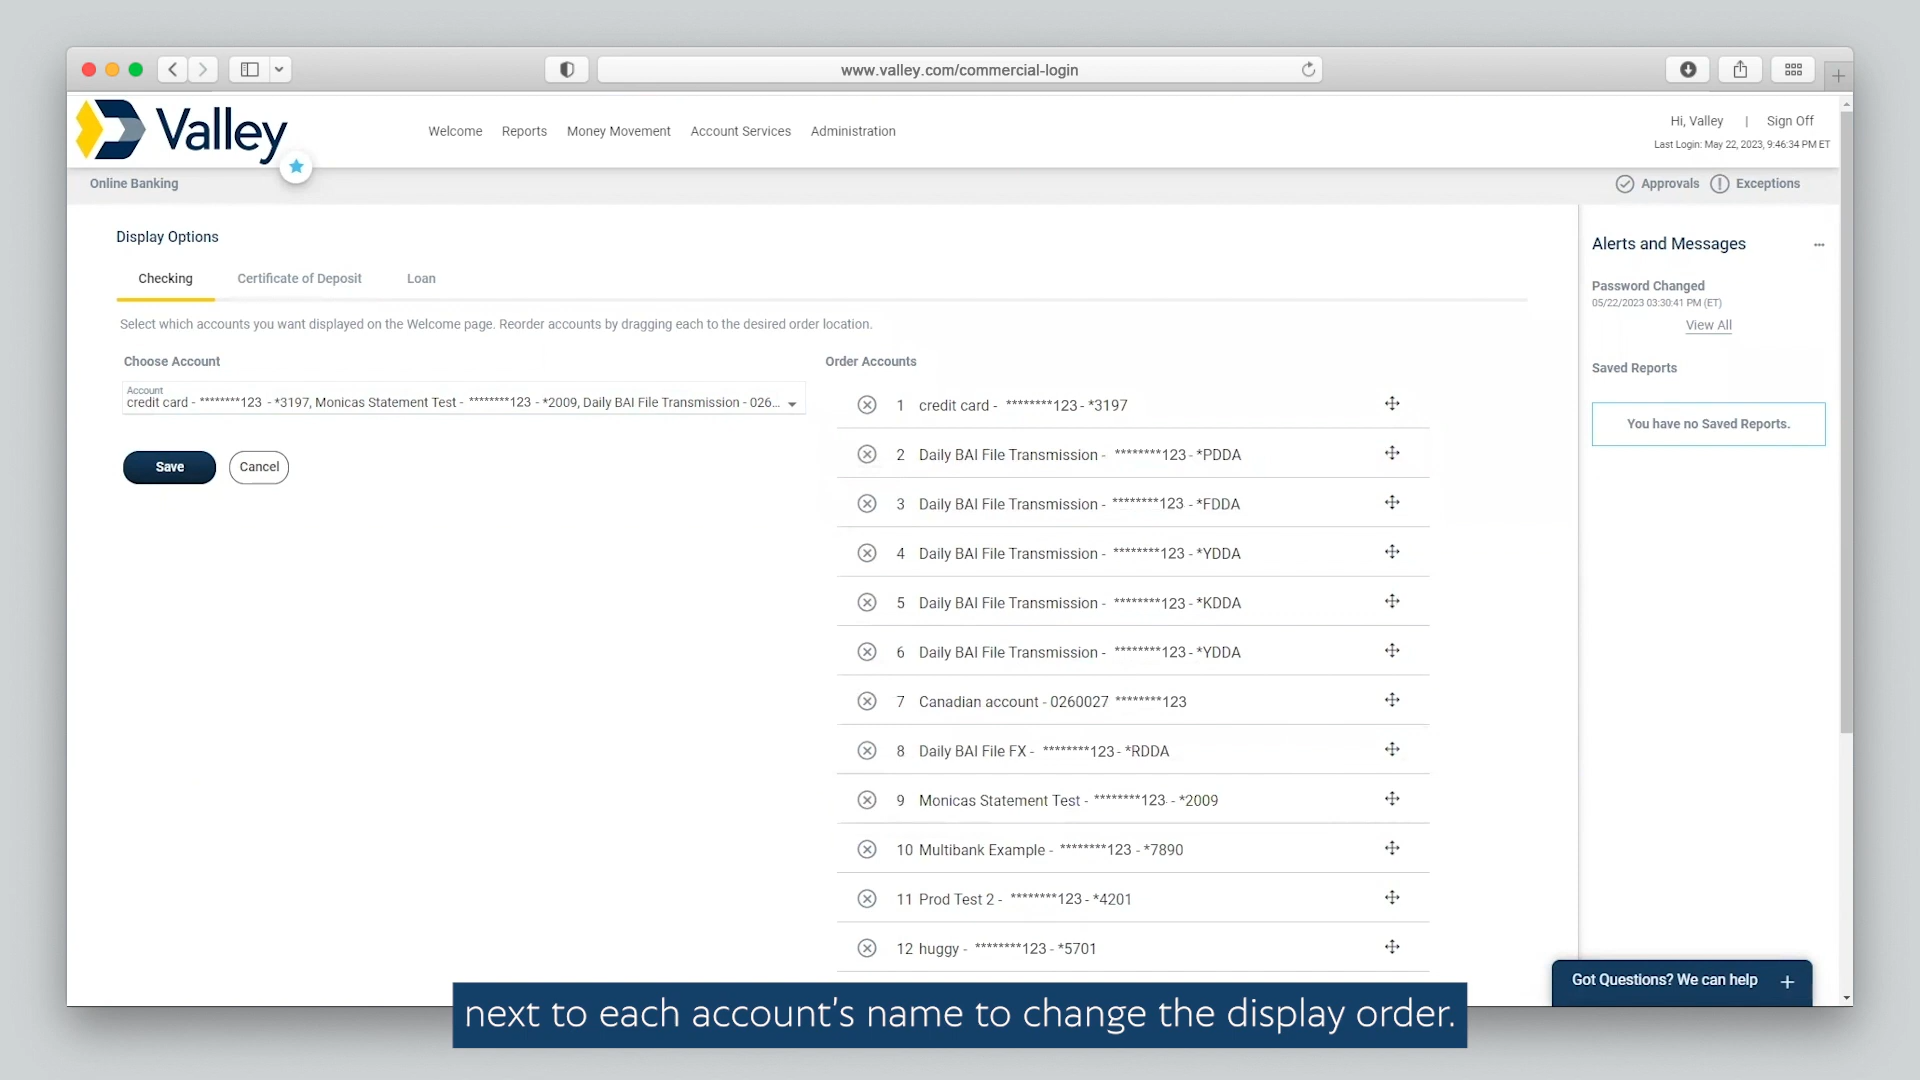 www.valley.com/commercial-login
Valley
Welcome Reports Money Movement Account Services Administration
Hi, Valley | Sign Off
Last Login: May 22, 2023, 9:46:34 PM ET
Online Banking
Approvals Exceptions
Display Options
Checking Certificate of Deposit Loan
Select which accounts you want displayed on the Welcome page. Reorder accounts by dragging each to the desired order location.
Choose Account
Account
credit card - ********123 - *3197, Monicas Statement Test - ********123 - *2009, Daily BAI File Transmission - 026...
Save Cancel
Order Accounts
1 credit card - ********123 - *3197
2 Daily BAI File Transmission - ********123 - *PDDA
3 Daily BAI File Transmission - ********123 - *FDDA
4 Daily BAI File Transmission - ********123 - *YDDA
5 Daily BAI File Transmission - ********123 - *KDDA
6 Daily BAI File Transmission - ********123 - *YDDA
7 Canadian account - 0260027 ********123
8 Daily BAI File FX - ********123 - *RDDA
9 Monicas Statement Test - ********123 - *2009
10 Multibank Example - ********123 - *7890
11 Prod Test 2 - ********123 - *4201
12 huggy - ********123 - *5701
Alerts and Messages ...
Password Changed
05/22/2023 03:30:41 PM (ET)
View All
Saved Reports
You have no Saved Reports.
Got Questions? We can help +
next to each account's name to change the display order.